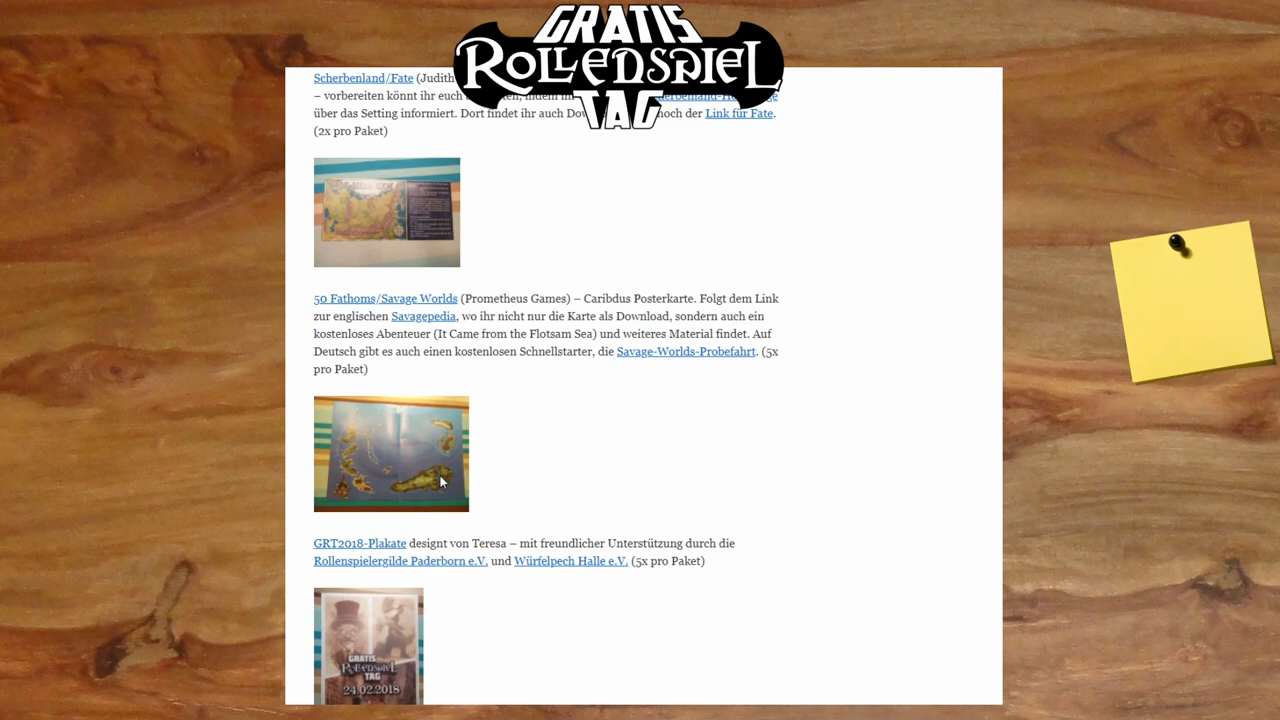 GRATIS
ROLLENSPIEL
TAG
Scherbenland/Fate (Judith
– vorbereiten könnt ihr euch
über das Setting informiert. Dort findet ihr auch noch der Link für Fate.
(2x pro Paket)
50 Fathoms/Savage Worlds (Prometheus Games) – Caribdus Posterkarte. Folgt dem Link
zur englischen Savagepedia, wo ihr nicht nur die Karte als Download, sondern auch ein
kostenloses Abenteuer (It Came from the Flotsam Sea) und weiteres Material findet. Auf
Deutsch gibt es auch einen kostenlosen Schnellstarter, die Savage-Worlds-Probefahrt. (5x
pro Paket)
GRT2018-Plakate designt von Teresa – mit freundlicher Unterstützung durch die
Rollenspielergilde Paderborn e.V. und Würfelpech Halle e.V. (5x pro Paket)
GRATIS
ROLLENSPIEL
TAG
24.02.2018